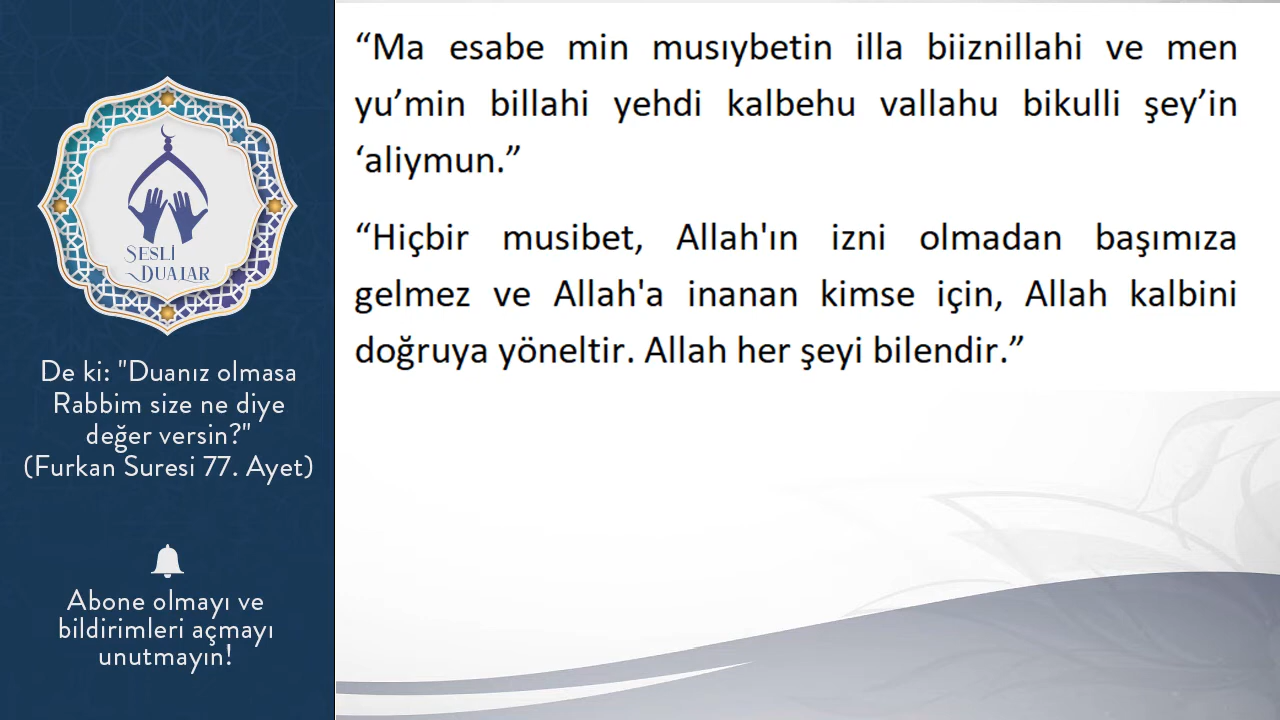 SESLİ
DUALAR
De ki: "Duanız olmasa
Rabbim size ne diye
değer versin?"
(Furkan Suresi 77. Ayet)
Abone olmayı ve
bildirimleri açmayı
unutmayın!
“Ma esabe min musıybetin illa biiznillahi ve men
yu’min billahi yehdi kalbehu vallahu bikulli şey’in
‘aliymun.”
“Hiçbir musibet, Allah'ın izni olmadan başımıza
gelmez ve Allah'a inanan kimse için, Allah kalbini
doğruya yöneltir. Allah her şeyi bilendir.”